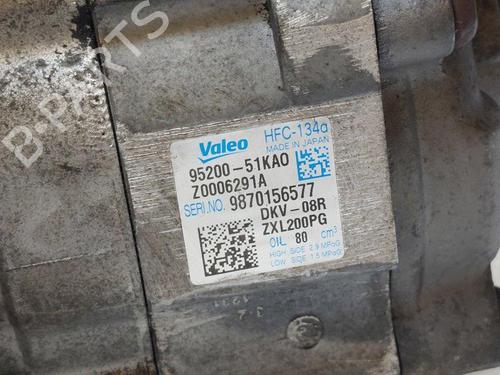 B-PARTS
Valeo HFC-134a
MADE IN JAPAN
95200-51KA0
Z0006291A
SERI.NO. 9870156577
DKV-08R
ZXL200PG
OIL 80 cm³
HIGH SIDE 2.9 MPaG
LOW SIDE 1.5 MPaG